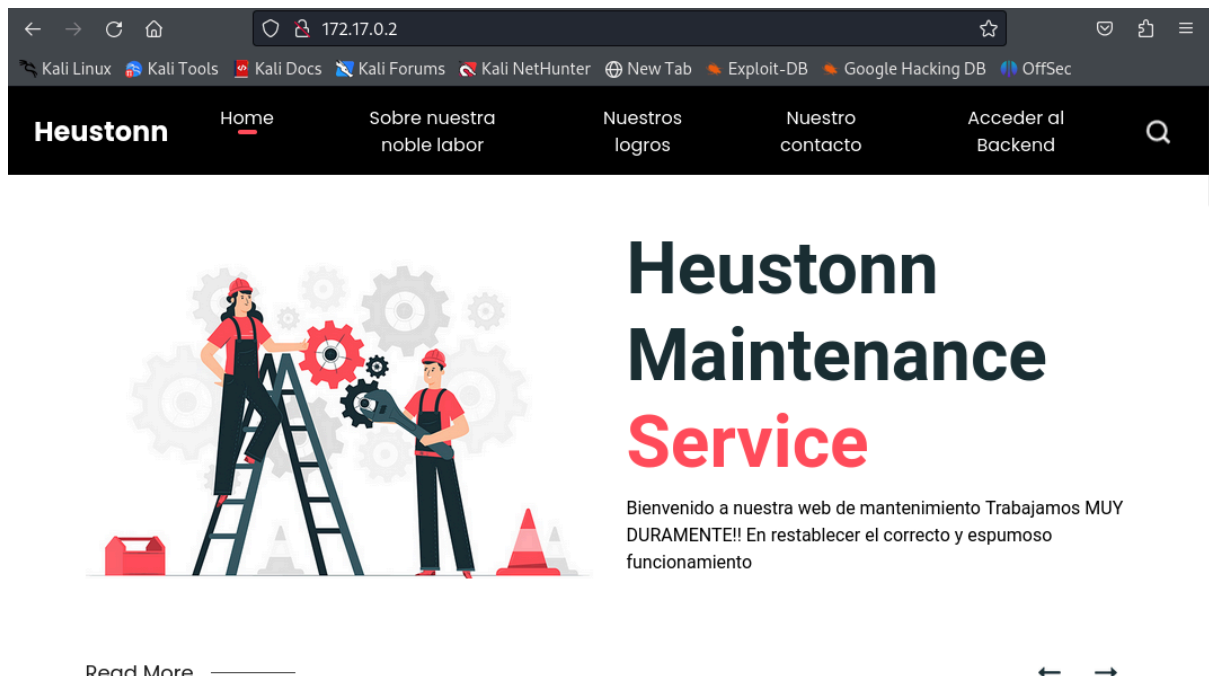 172.17.0.2
Kali Linux Kali Tools Kali Docs Kali Forums Kali NetHunter New Tab Exploit-DB Google Hacking DB OffSec
Heustonn
Home
Sobre nuestra
noble labor
Nuestros
logros
Nuestro
contacto
Acceder al
Backend
Heustonn
Maintenance
Service
Bienvenido a nuestra web de mantenimiento Trabajamos MUY
DURAMENTE!! En restablecer el correcto y espumoso
funcionamiento
Read More